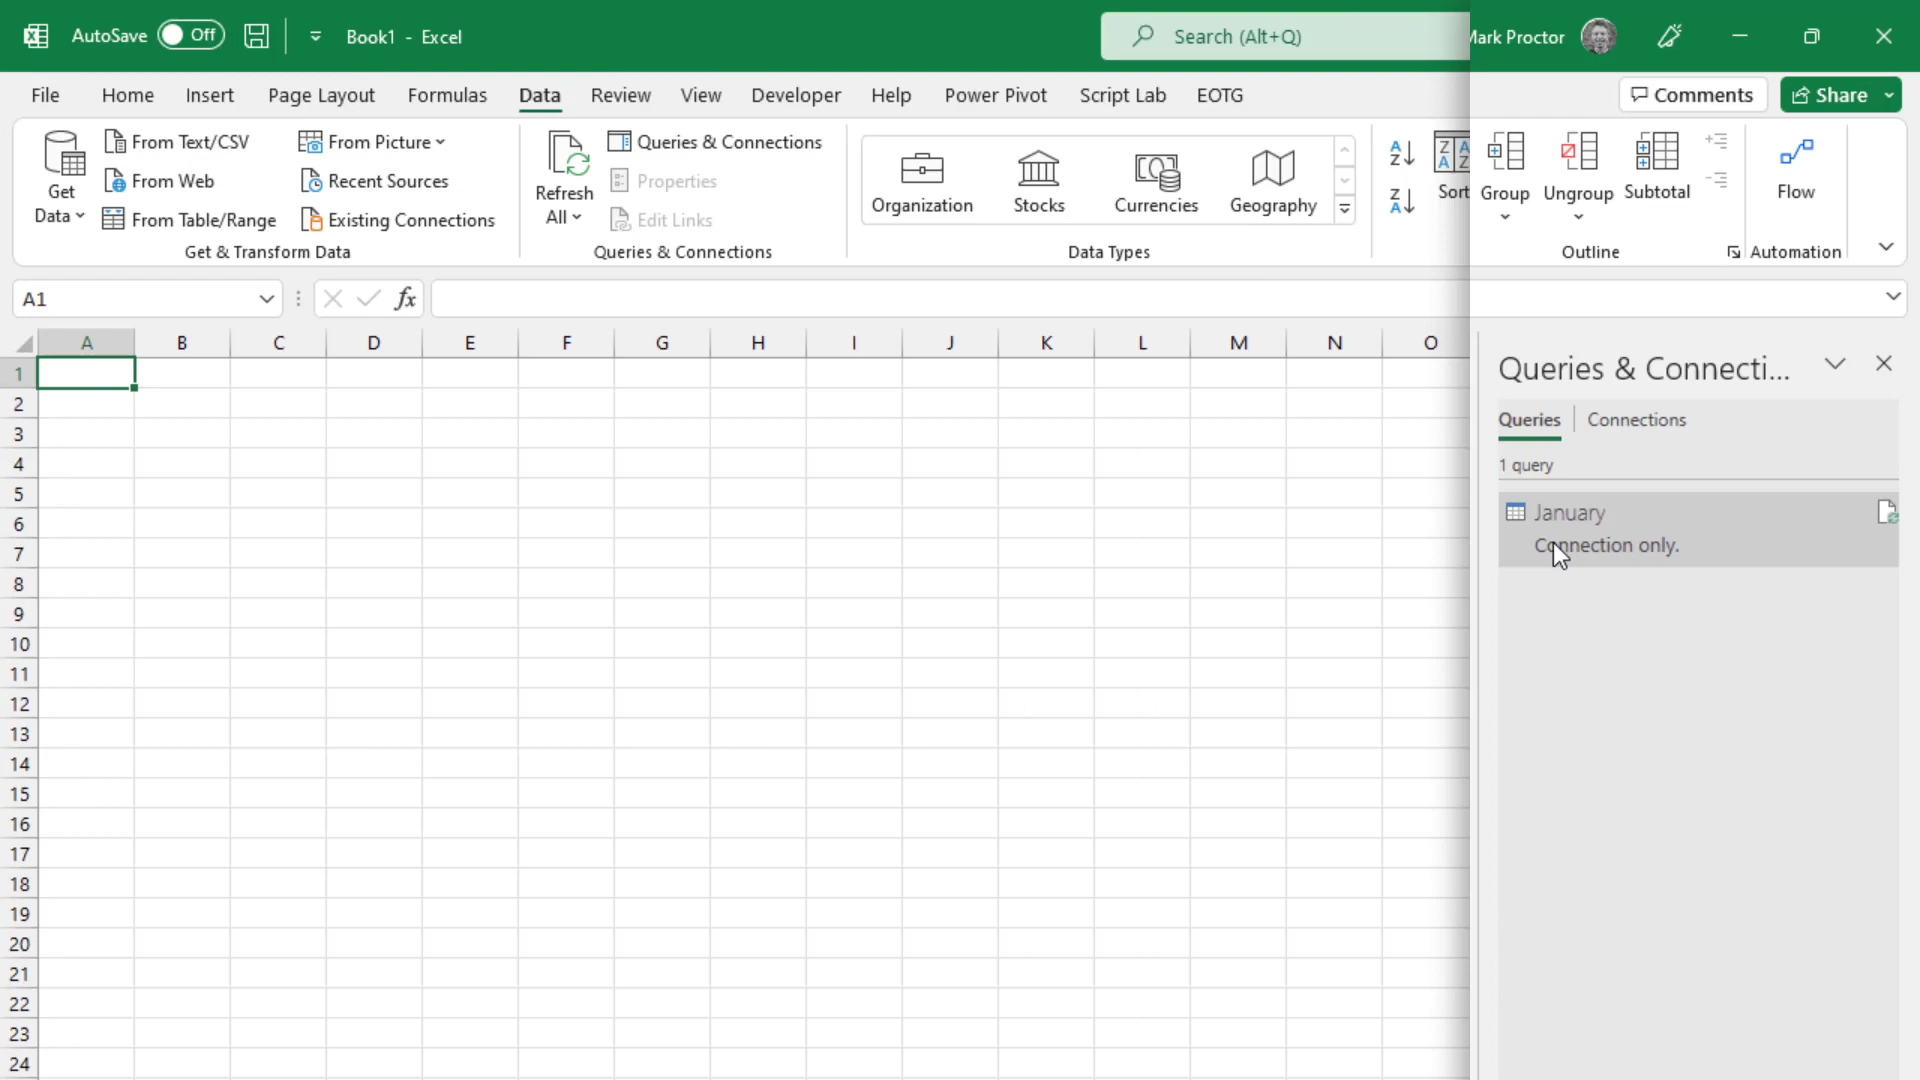 AutoSave Off Book1 - Excel Search (Alt+Q) Mark Proctor
File Home Insert Page Layout Formulas Data Review View Developer Help Power Pivot Script Lab EOTG Comments Share
Get Data
From Text/CSV
From Web
From Table/Range
From Picture
Recent Sources
Existing Connections
Get & Transform Data
Refresh All
Queries & Connections
Properties
Edit Links
Queries & Connections
Organization Stocks Currencies Geography
Data Types
Sort
Group Ungroup Subtotal
Outline
Flow
Automation
A1 fx
A B C D E F G H I J K L M N O
1
2
3
4
5
6
7
8
9
10
11
12
13
14
15
16
17
18
19
20
21
22
23
24
Queries & Connecti...
Queries Connections
1 query
January
Connection only.